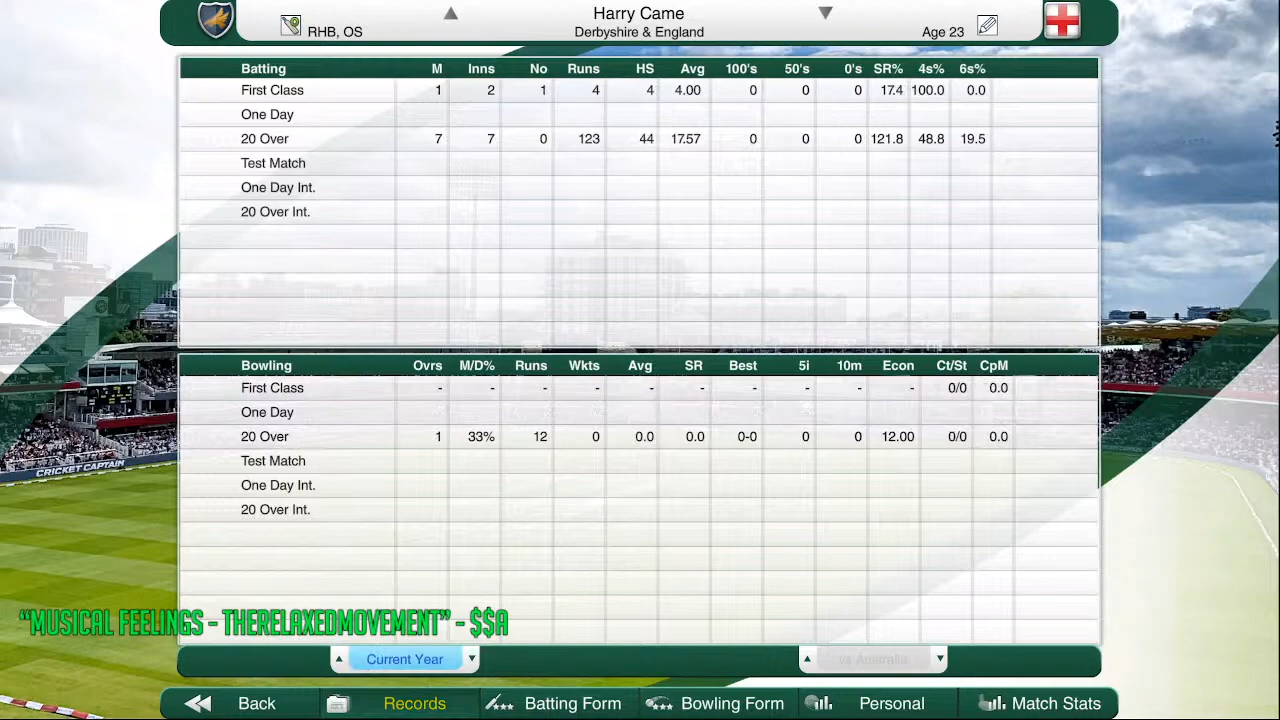 Harry Came
RHB, OS Derbyshire & England Age 23
Batting M Inns No Runs HS Avg 100's 50's 0's SR% 4s% 6s%
First Class 1 2 1 4 4 4.00 0 0 0 17.4 100.0 0.0
One Day
20 Over 7 7 0 123 44 17.57 0 0 0 121.8 48.8 19.5
Test Match
One Day Int.
20 Over Int.
Bowling Ovrs M/D% Runs Wkts Avg SR Best 5i 10m Econ Ct/St CpM
First Class - - - - - - - - - - 0/0 0.0
One Day
20 Over 1 33% 12 0 0.0 0.0 0-0 0 0 12.00 0/0 0.0
Test Match
One Day Int.
20 Over Int.
CRICKET CAPTAIN
“MUSICAL FEELINGS - THERELAXEDMOVEMENT” - $$A
Current Year vs Australia
Back Records Batting Form Bowling Form Personal Match Stats